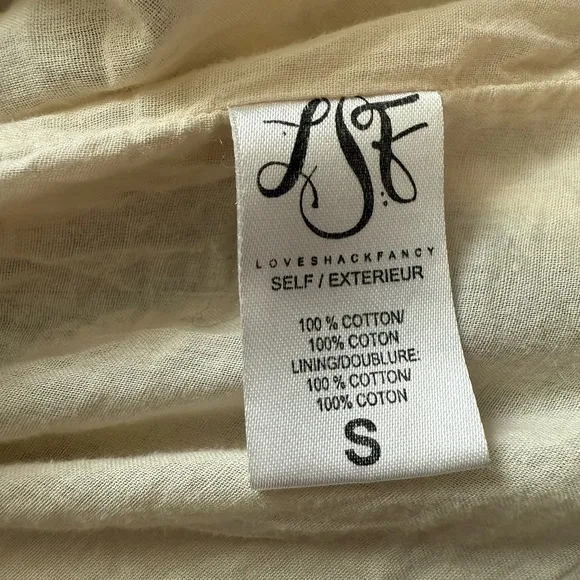 LSF
LOVESHACKFANCY
SELF / EXTERIEUR
100 % COTTON/
100% COTON
LINING/DOUBLURE:
100 % COTTON/
100% COTON
S